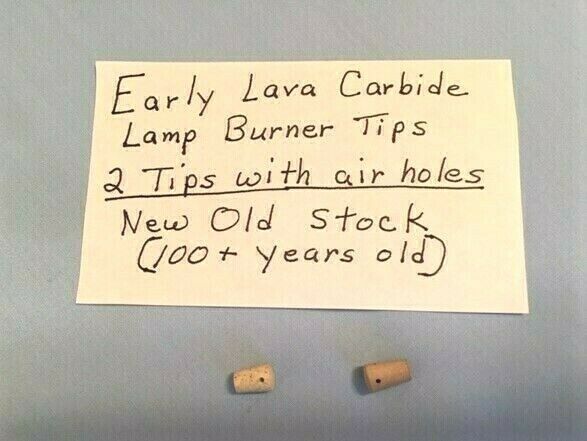 Early Lava Carbide
Lamp Burner Tips
2 Tips with air holes
New Old Stock
(100+ years old)